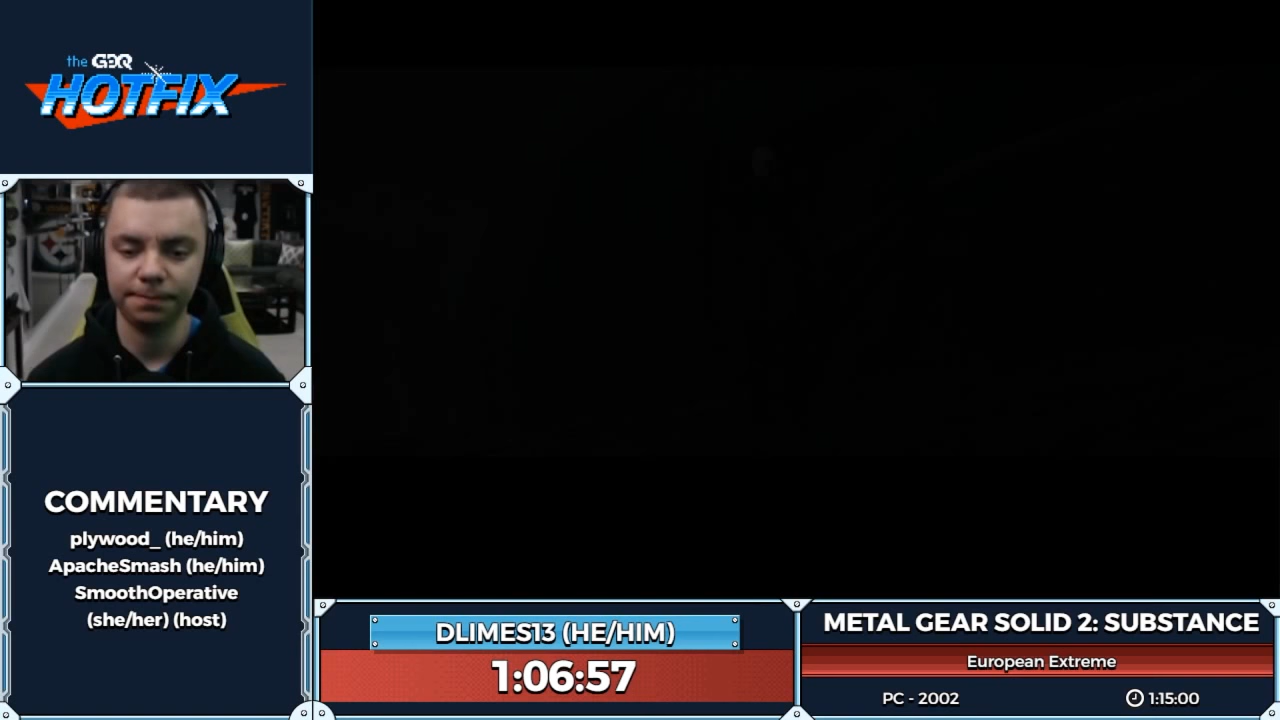 the GDQ
HOTFIX
COMMENTARY
plywood_ (he/him)
ApacheSmash (he/him)
SmoothOperative
(she/her) (host)
DLIMES13 (HE/HIM)
1:06:57
METAL GEAR SOLID 2: SUBSTANCE
European Extreme
PC - 2002
1:15:00